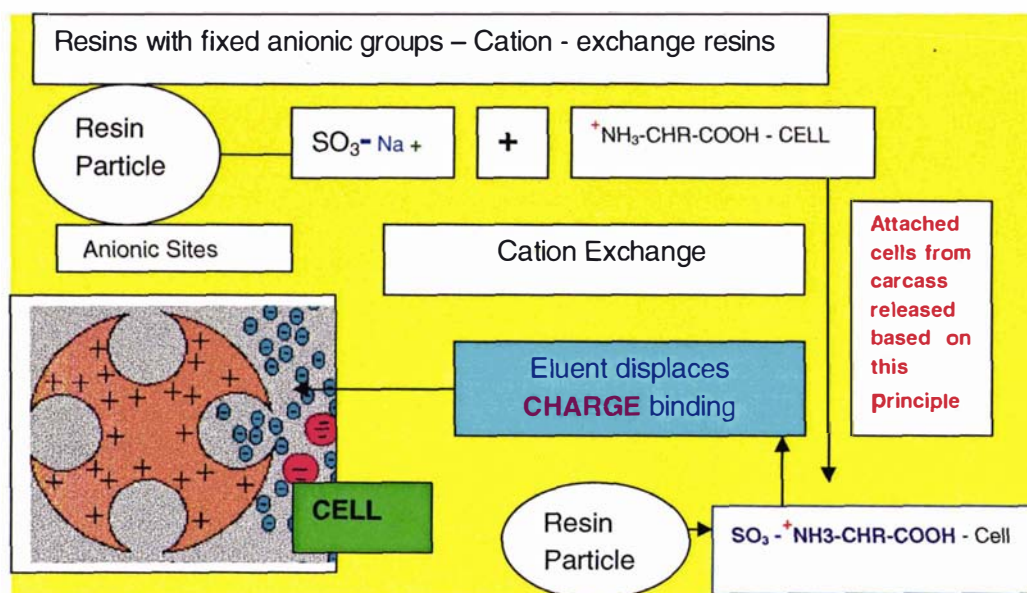 Resins with fixed anionic groups – Cation - exchange resins
Resin
Particle
SO₃- Na +
+
⁺NH₃-CHR-COOH - CELL
Anionic Sites
Cation Exchange
Attached
cells from
carcass
released
based on
this
principle
Eluent displaces
CHARGE binding
CELL
Resin
Particle
SO₃ -⁺NH3-CHR-COOH - Cell